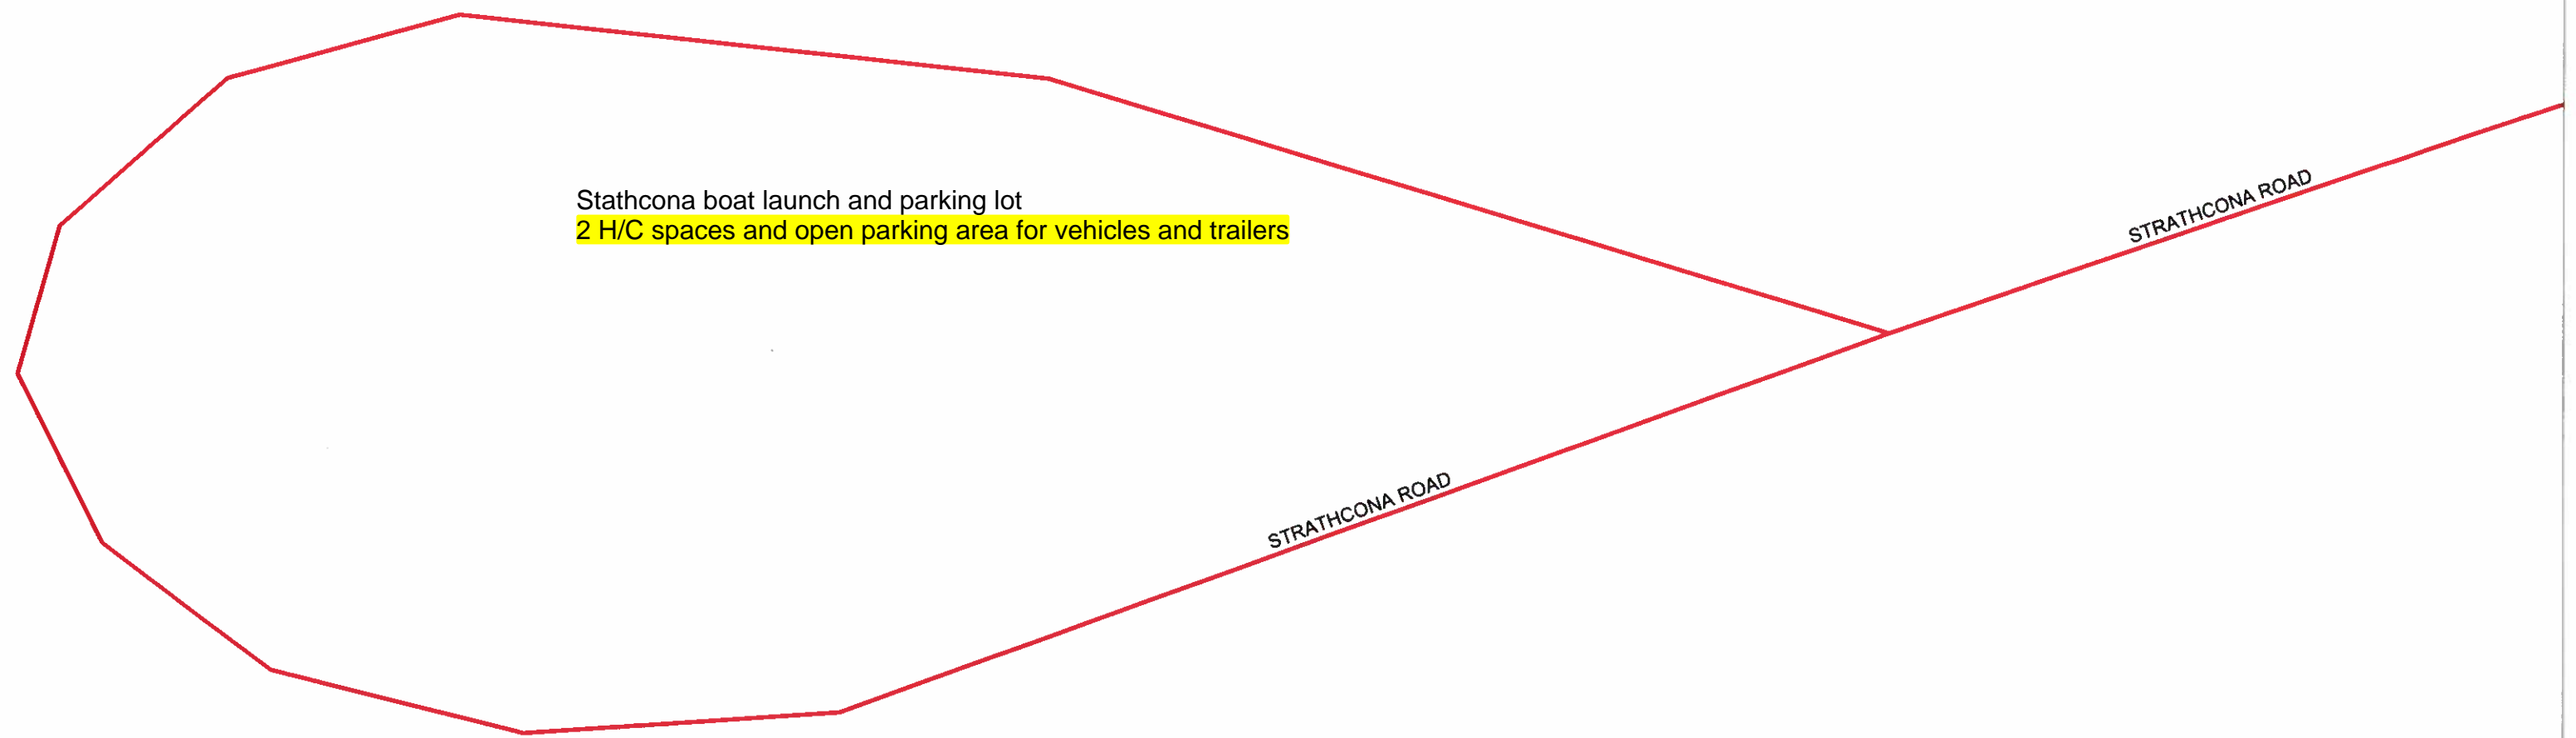 STRATHCONA ROAD
Stathcona boat launch and parking lot
2 H/C spaces and open parking area for vehicles and trailers
STRATHCONA ROAD